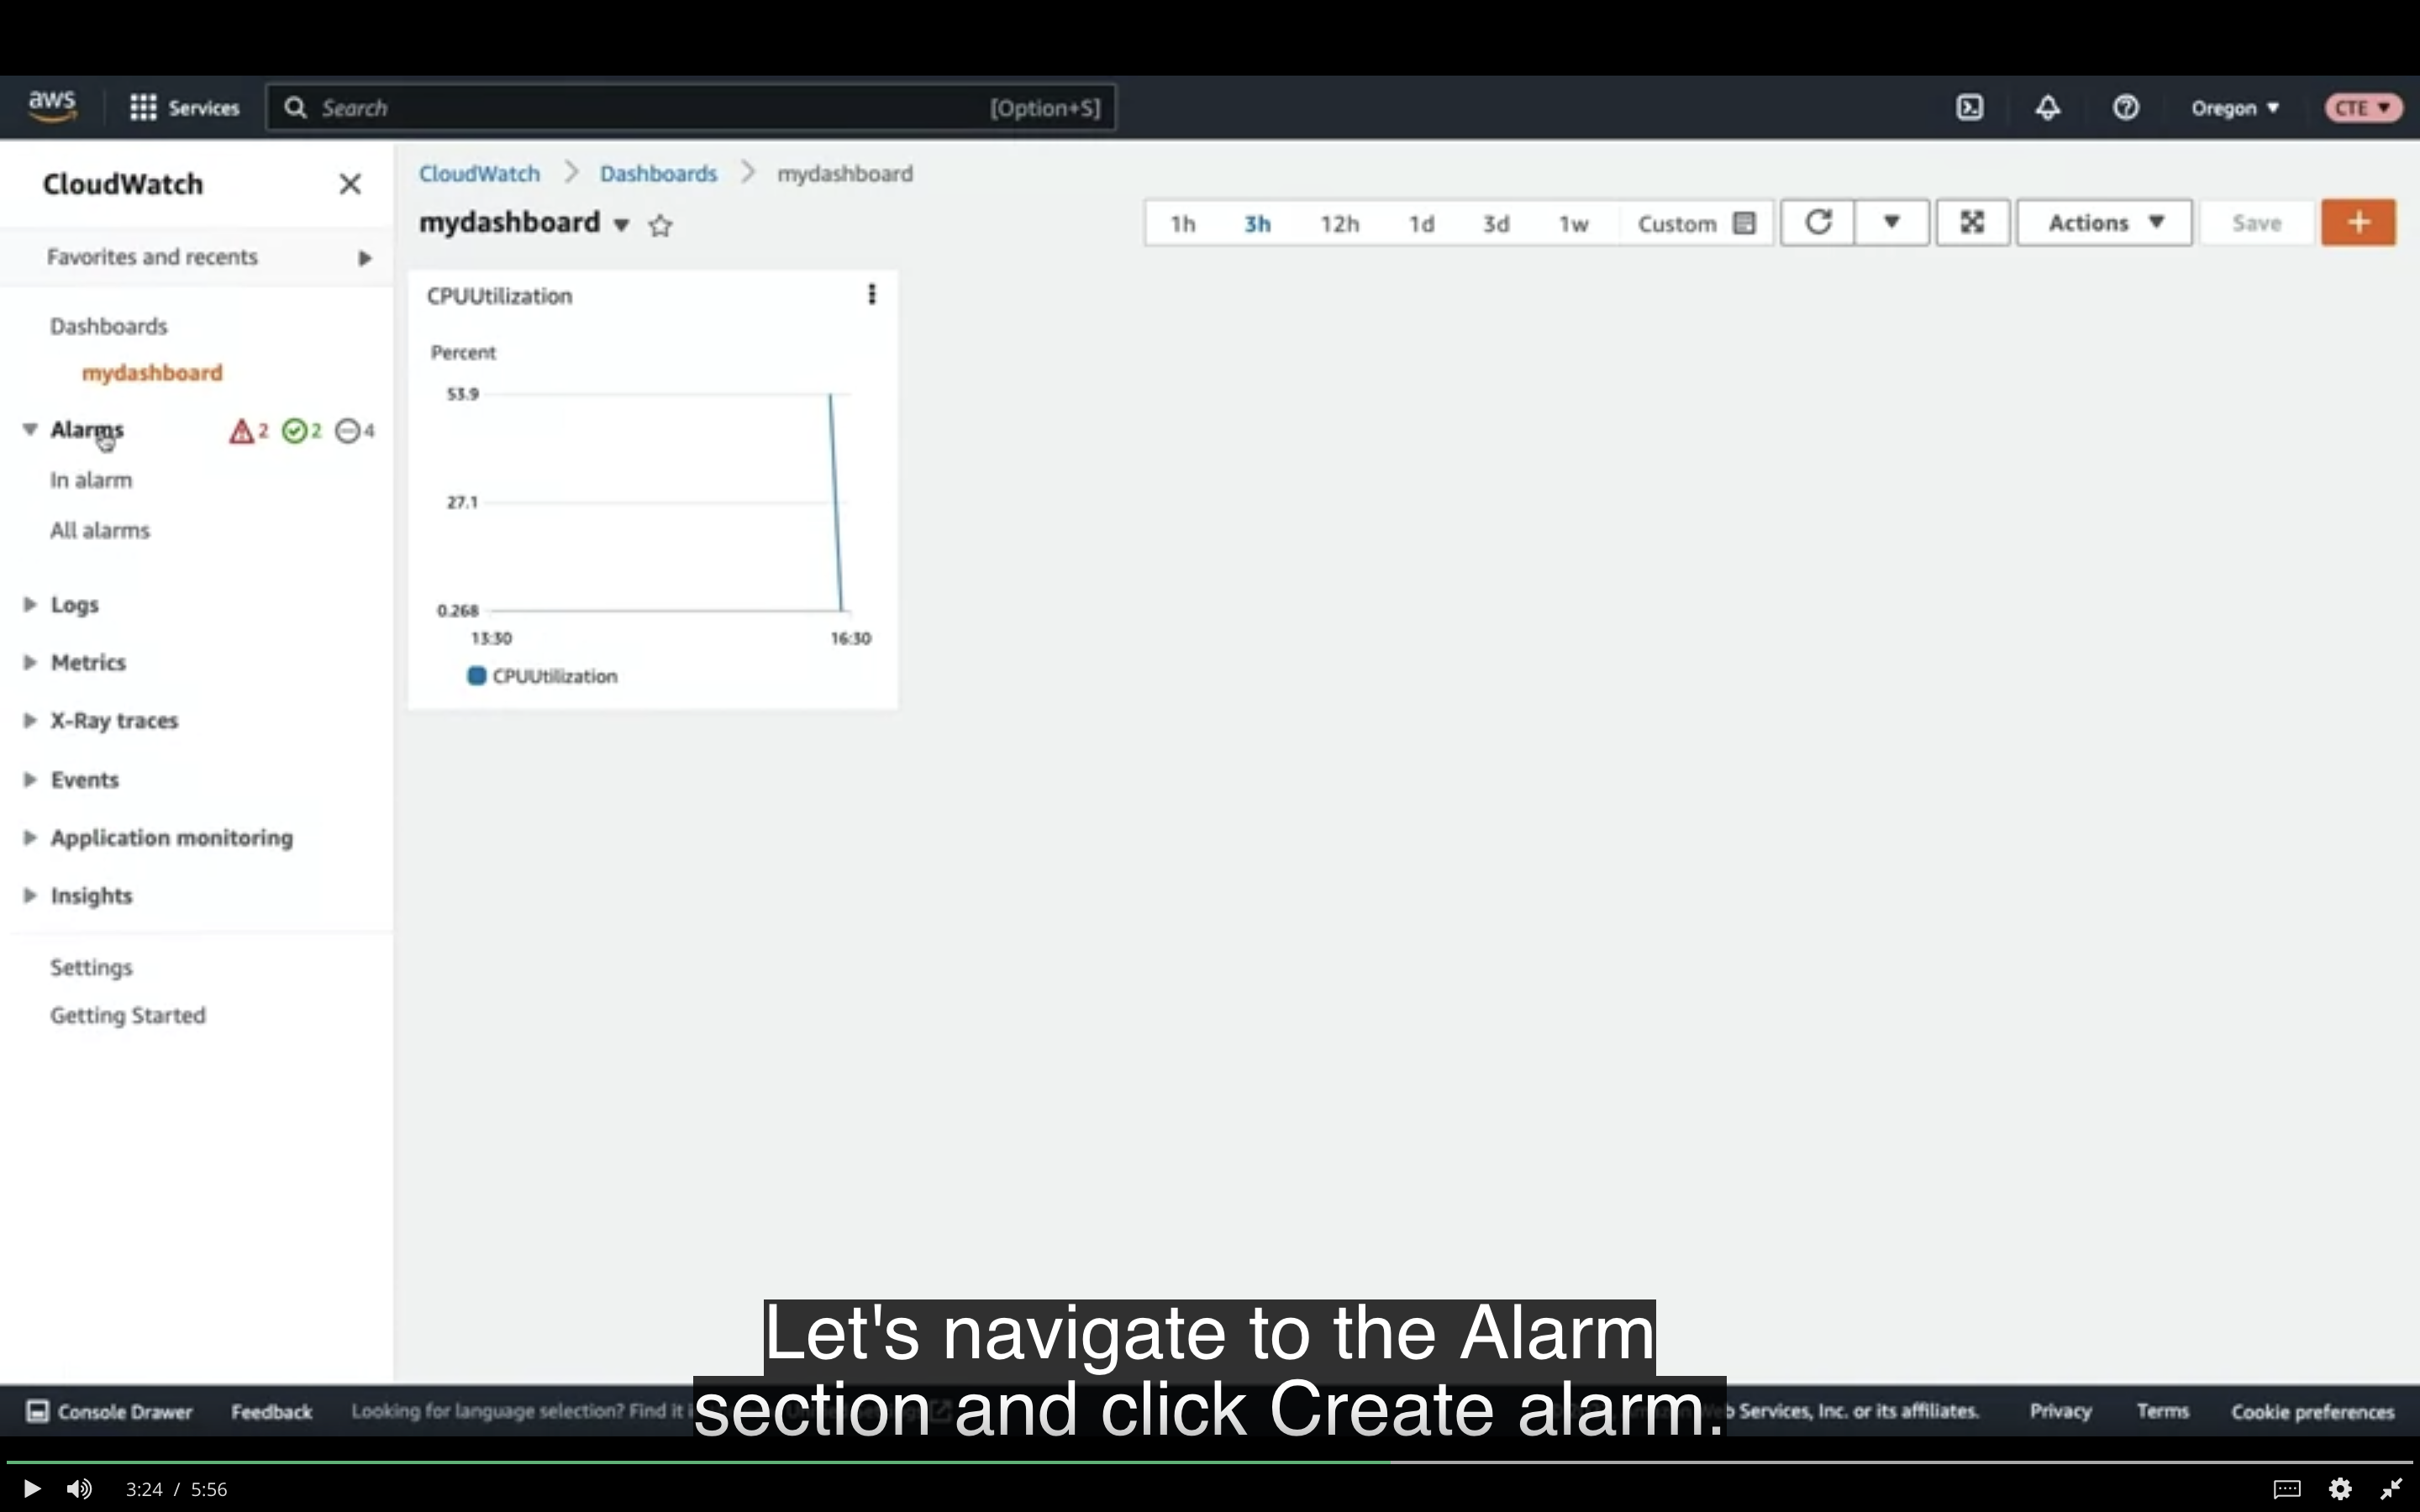 aws
Services
Search
[Option+S]
Oregon
CTE
CloudWatch
CloudWatch
Dashboards
mydashboard
Favorites and recents
mydashboard
1h 3h 12h 1d 3d 1w Custom
Actions
Save
+
Dashboards
mydashboard
Alarms
2 2 4
In alarm
All alarms
Logs
Metrics
X-Ray traces
Events
Application monitoring
Insights
Settings
Getting Started
CPUUtilization
Percent
53.9
27.1
0.268
13:30 16:30
CPUUtilization
Let's navigate to the Alarm
section and click Create alarm.
Console Drawer
Feedback
Looking for language selection? Find it
Services, Inc. or its affiliates.
Privacy
Terms
Cookie preferences
3:24 / 5:56